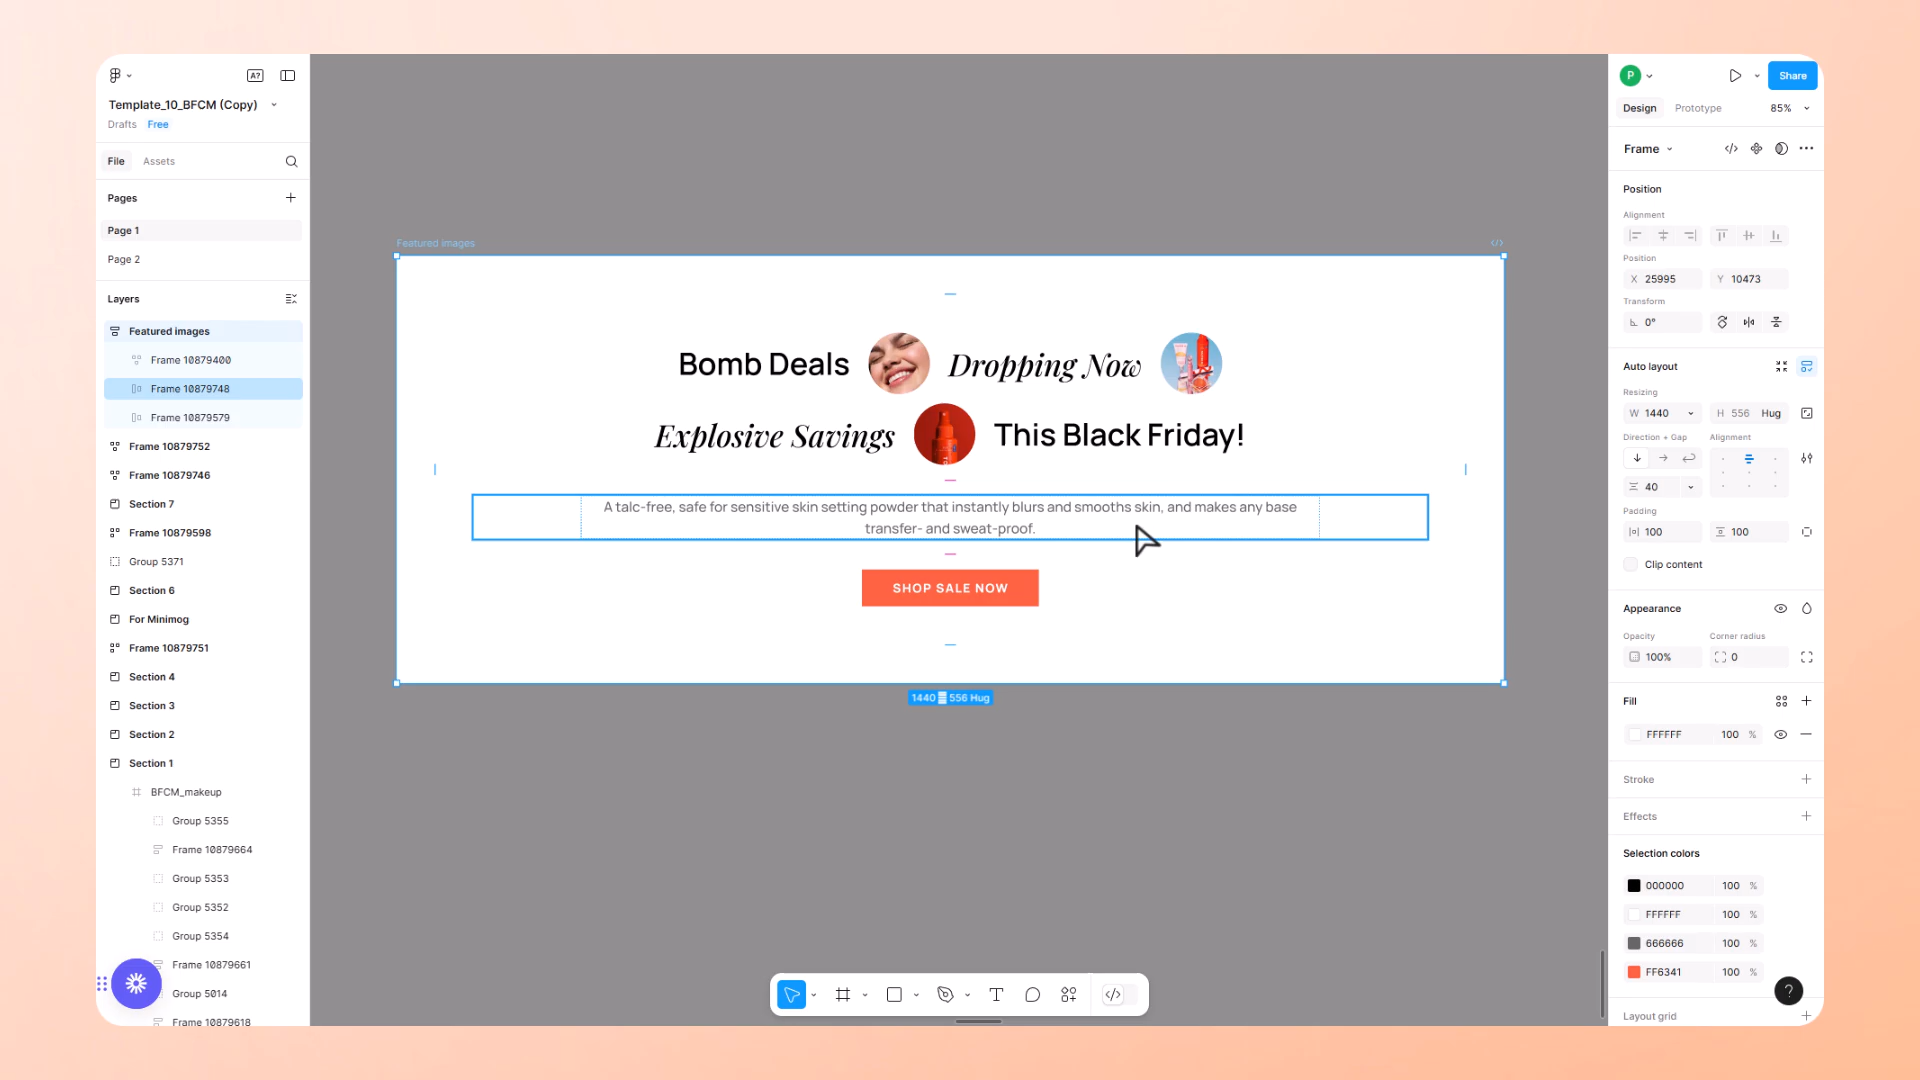 A?
Template_10_BFCM (Copy)
Drafts Free
File Assets
Pages
Page 1
Page 2
Layers
Featured images
Frame 10879400
Frame 10879748
Frame 10879579
Frame 10879752
Frame 10879746
Section 7
Frame 10879598
Group 5371
Section 6
For Minimog
Frame 10879751
Section 4
Section 3
Section 2
Section 1
BFCM_makeup
Group 5355
Frame 10879664
Group 5353
Group 5352
Group 5354
Frame 10879661
Group 5014
Frame 10879618
Featured images
Bomb Deals Dropping Now
Explosive Savings This Black Friday!
A talc-free, safe for sensitive skin setting powder that instantly blurs and smooths skin, and makes any base
transfer- and sweat-proof.
SHOP SALE NOW
1440 556 Hug
P
Share
Design Prototype 85%
Frame
Position
Alignment
Position
X 25995 Y 10473
Transform
0°
Auto layout
Resizing
W 1440 H 556 Hug
Direction + Gap Alignment
40
Padding
100 100
Clip content
Appearance
Opacity Corner radius
100% 0
Fill
FFFFFF 100 %
Stroke
Effects
Selection colors
000000 100 %
FFFFFF 100 %
666666 100 %
FF6341 100 %
Layout grid
?